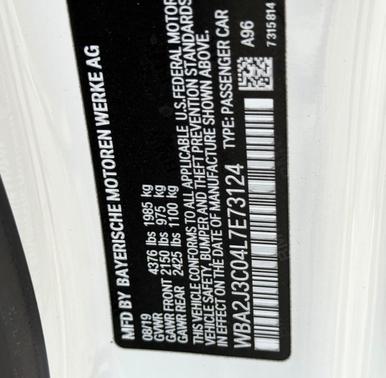 MFD BY BAYERISCHE MOTOREN WERKE AG
08/19
GVWR 4376 lbs 1985 kg
GAWR FRONT 2150 lbs 975 kg
GAWR REAR 2425 lbs 1100 kg
THIS VEHICLE CONFORMS TO ALL APPLICABLE U.S.FEDERAL MOTOR
VEHICLE SAFETY, BUMPER AND THEFT PREVENTION STANDARDS
IN EFFECT ON THE DATE OF MANUFACTURE SHOWN ABOVE.
WBA2J3C04L7E73124 TYPE: PASSENGER CAR
A96
7 315 814